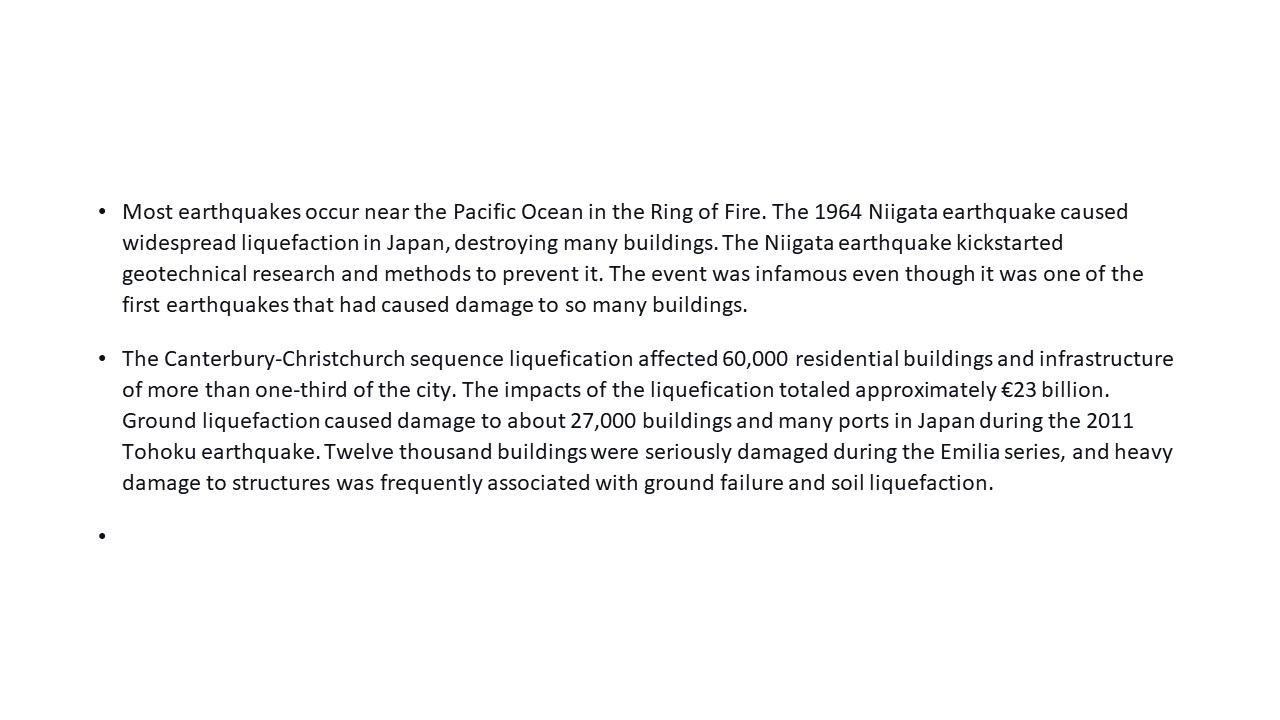 • Most earthquakes occur near the Pacific Ocean in the Ring of Fire. The 1964 Niigata earthquake caused
widespread liquefaction in Japan, destroying many buildings. The Niigata earthquake kickstarted
geotechnical research and methods to prevent it. The event was infamous even though it was one of the
first earthquakes that had caused damage to so many buildings.
• The Canterbury-Christchurch sequence liquefication affected 60,000 residential buildings and infrastructure
of more than one-third of the city. The impacts of the liquefication totaled approximately €23 billion.
Ground liquefaction caused damage to about 27,000 buildings and many ports in Japan during the 2011
Tohoku earthquake. Twelve thousand buildings were seriously damaged during the Emilia series, and heavy
damage to structures was frequently associated with ground failure and soil liquefaction.
•